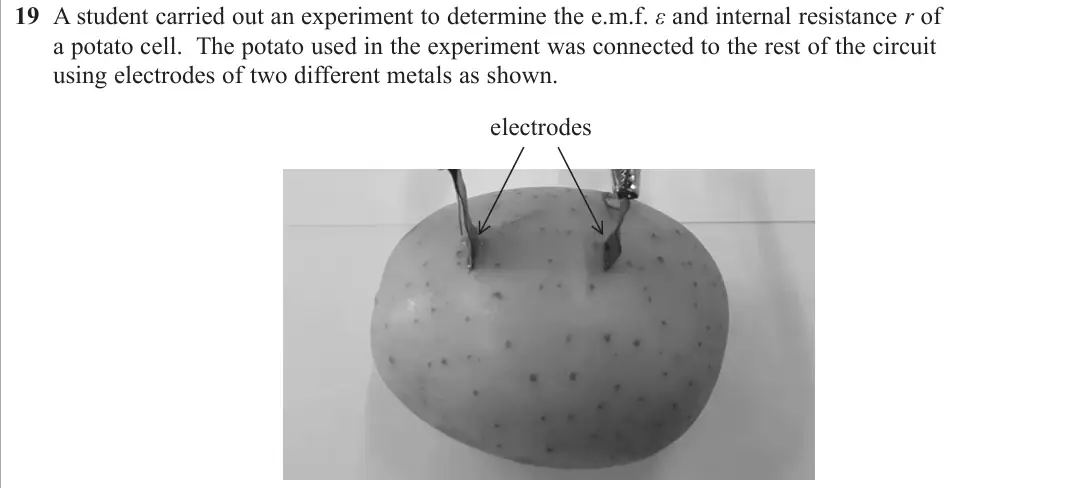 19 A student carried out an experiment to determine the e.m.f. ε and internal resistance r of
a potato cell. The potato used in the experiment was connected to the rest of the circuit
using electrodes of two different metals as shown.
electrodes